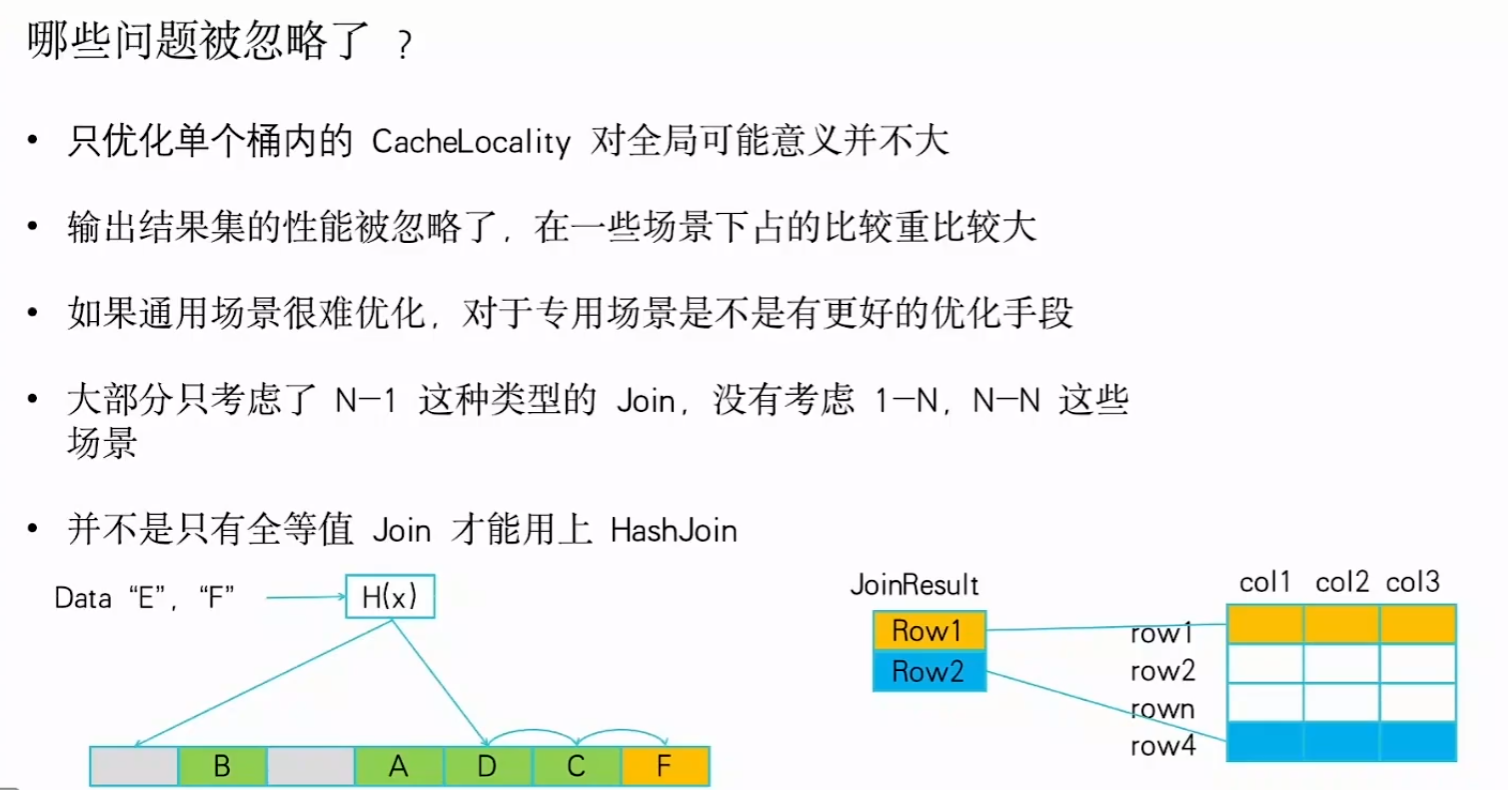 哪些问题被忽略了 ？
• 只优化单个桶内的 CacheLocality 对全局可能意义并不大
• 输出结果集的性能被忽略了，在一些场景下占的比较重比较大
• 如果通用场景很难优化，对于专用场景是不是有更好的优化手段
• 大部分只考虑了 N-1 这种类型的 Join，没有考虑 1-N，N-N 这些
场景
• 并不是只有全等值 Join 才能用上 HashJoin
Data “E”，“F”
H(x)
B A D C F
JoinResult
Row1
Row2
col1 col2 col3
row1
row2
rown
row4